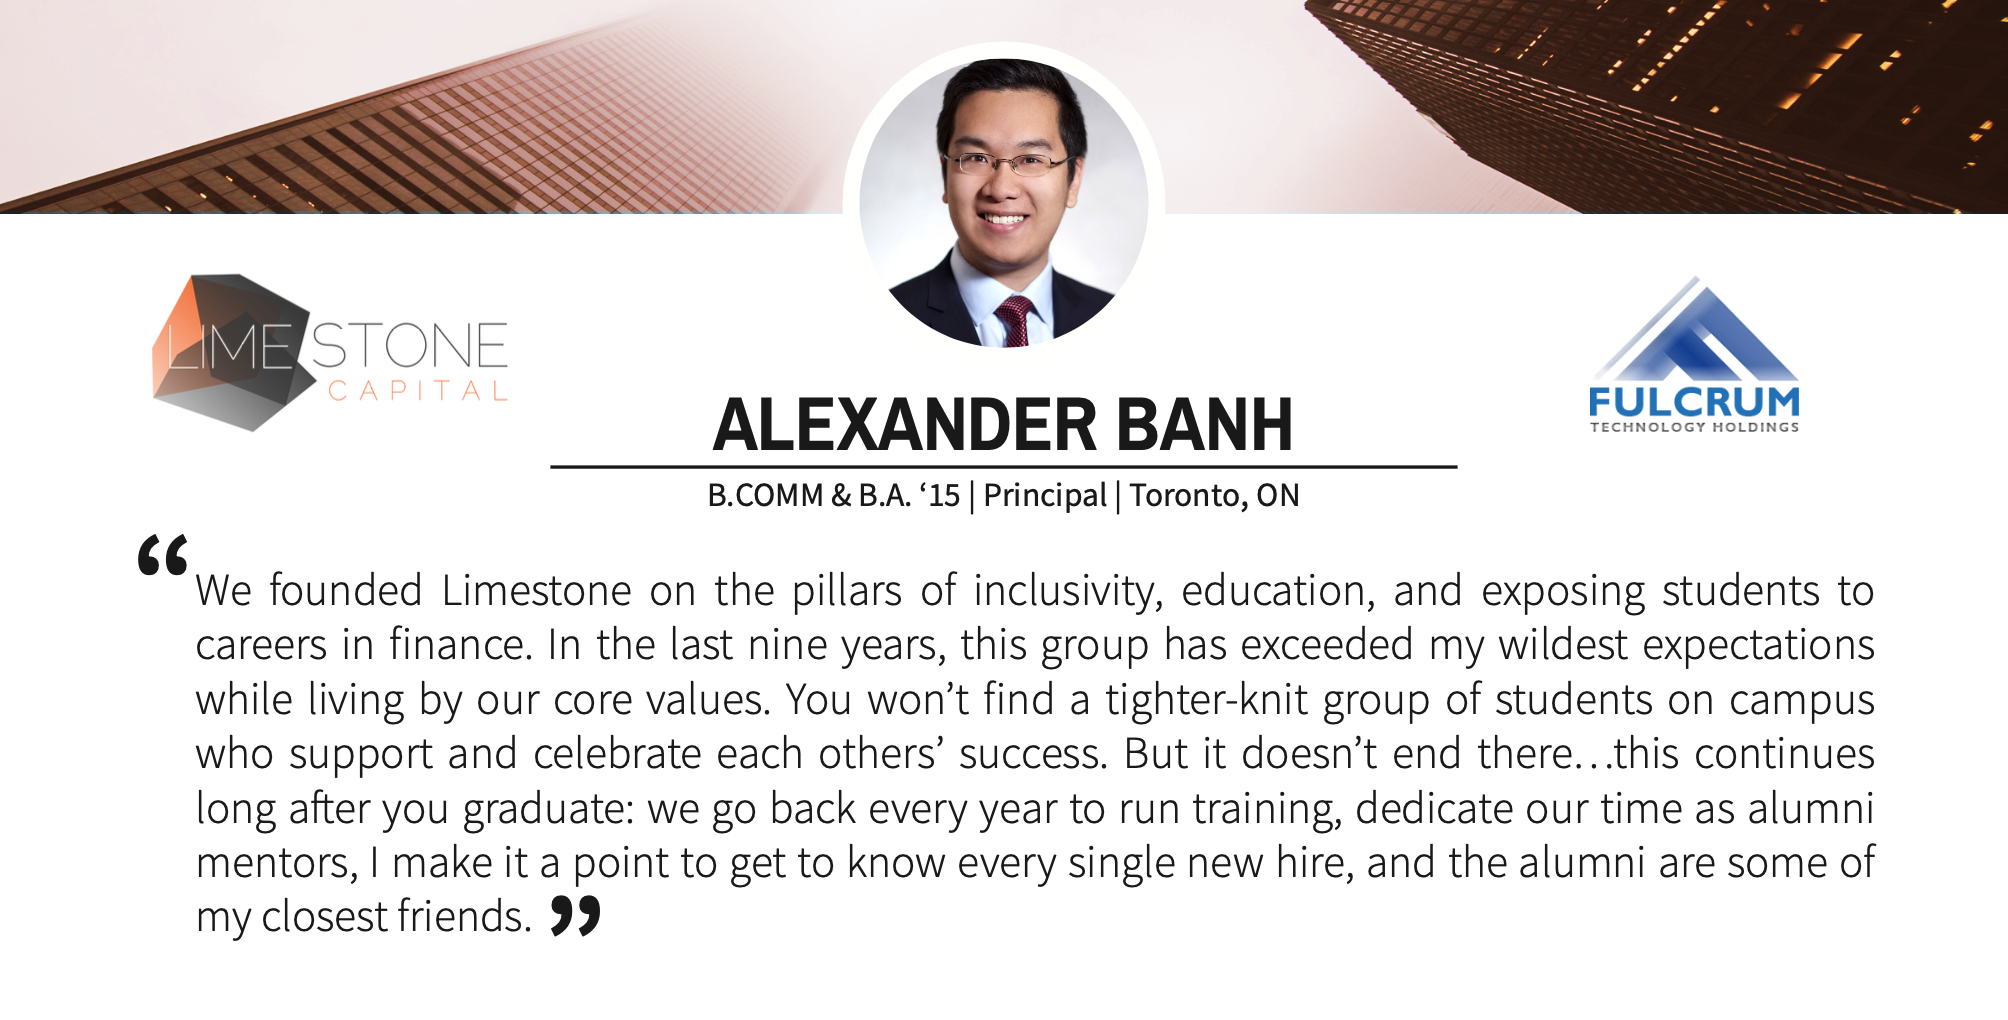 LIMESTONE
CAPITAL
FULCRUM
TECHNOLOGY HOLDINGS
ALEXANDER BANH
B.COMM & B.A. ‘15 | Principal | Toronto, ON
“We founded Limestone on the pillars of inclusivity, education, and exposing students to
careers in finance. In the last nine years, this group has exceeded my wildest expectations
while living by our core values. You won’t find a tighter-knit group of students on campus
who support and celebrate each others’ success. But it doesn’t end there…this continues
long after you graduate: we go back every year to run training, dedicate our time as alumni
mentors, I make it a point to get to know every single new hire, and the alumni are some of
my closest friends. ”